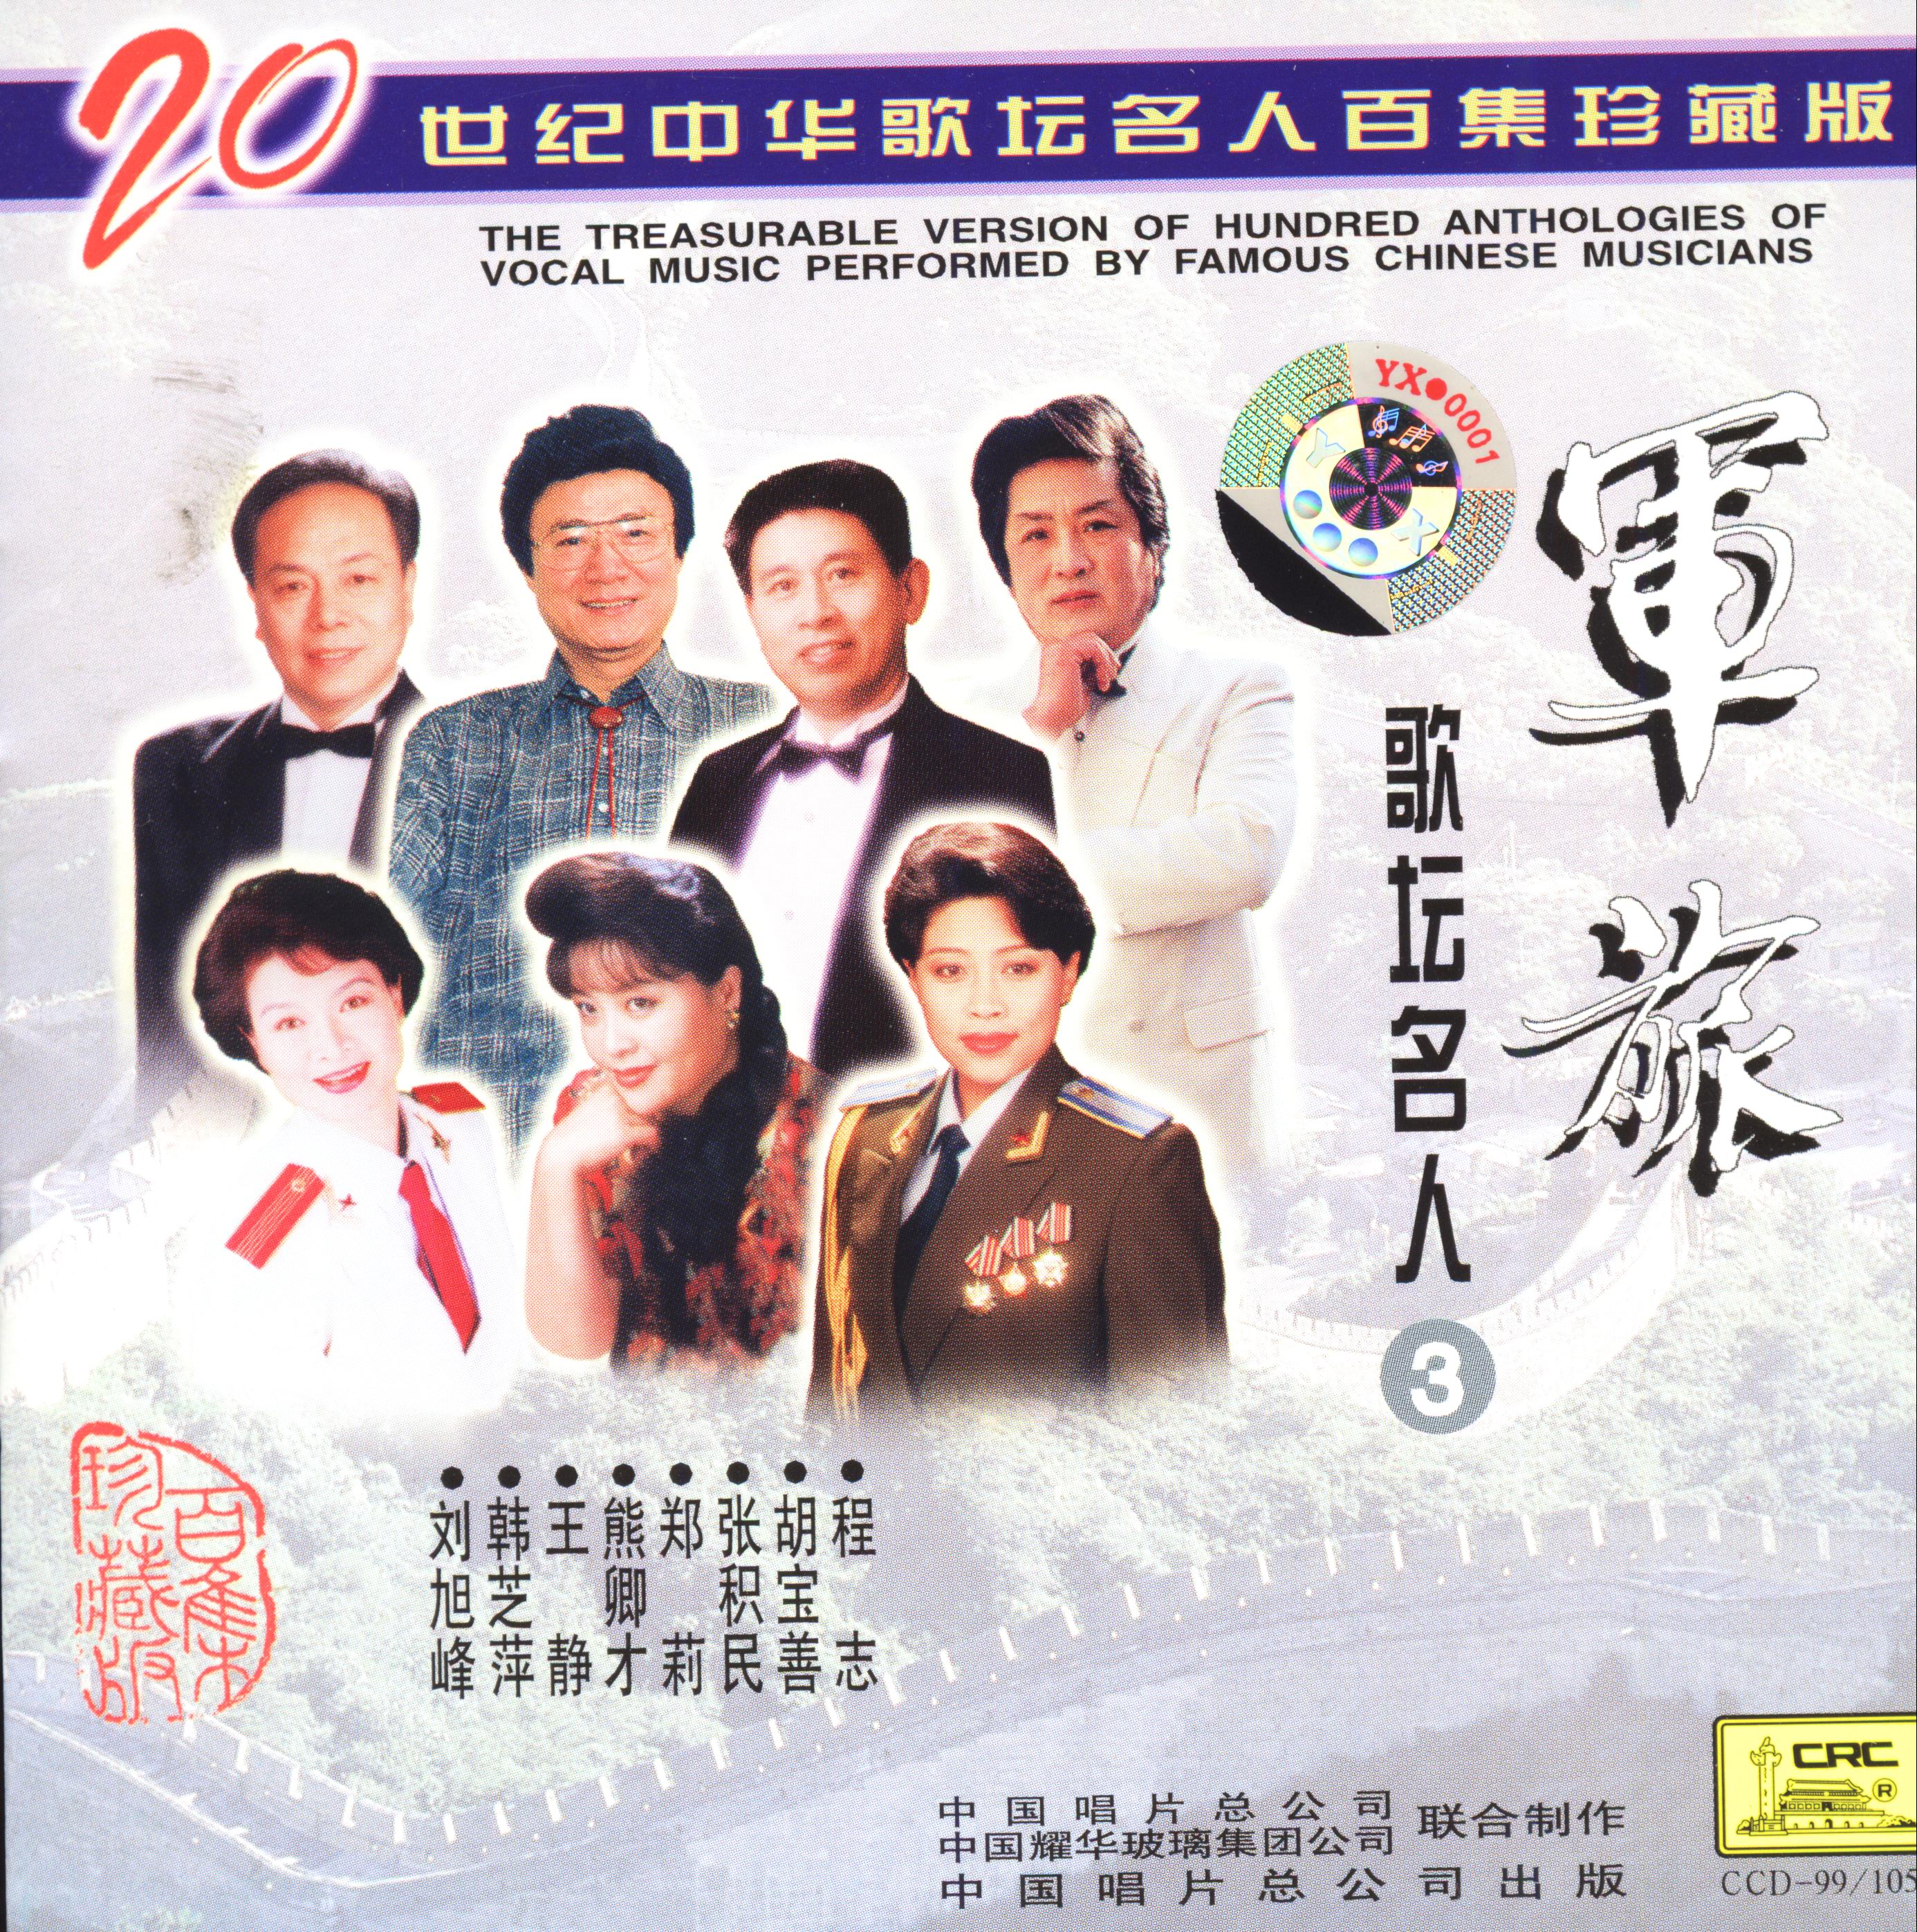 20世纪中华歌坛名人百集珍藏版
THE TREASURABLE VERSION OF HUNDRED ANTHOLOGIES OF
VOCAL MUSIC PERFORMED BY FAMOUS CHINESE MUSICIANS
YX●0001
YX
軍旅
歌坛名人
3
百集
珍藏版
●刘旭峰
●韩芝萍
●王静
●熊卿才
●郑莉
●张积民
●胡宝善
●程志
中国唱片总公司
中国耀华玻璃集团公司
联合制作
中国唱片总公司出版
CRC
®
CCD-99/105